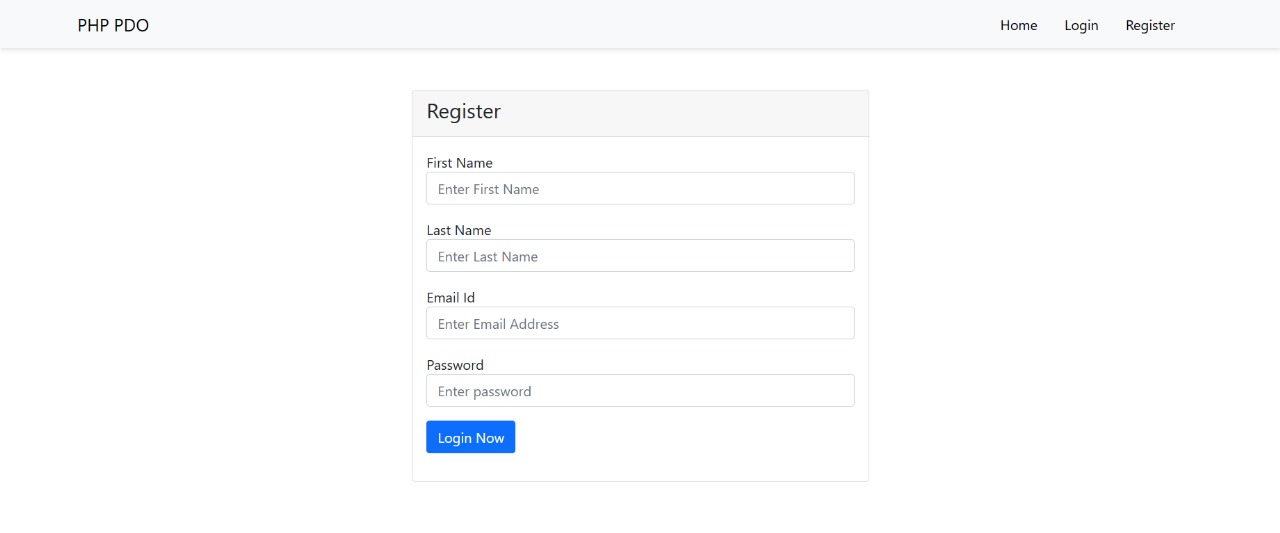 PHP PDO
Home Login Register
Register
First Name
Enter First Name
Last Name
Enter Last Name
Email Id
Enter Email Address
Password
Enter password
Login Now